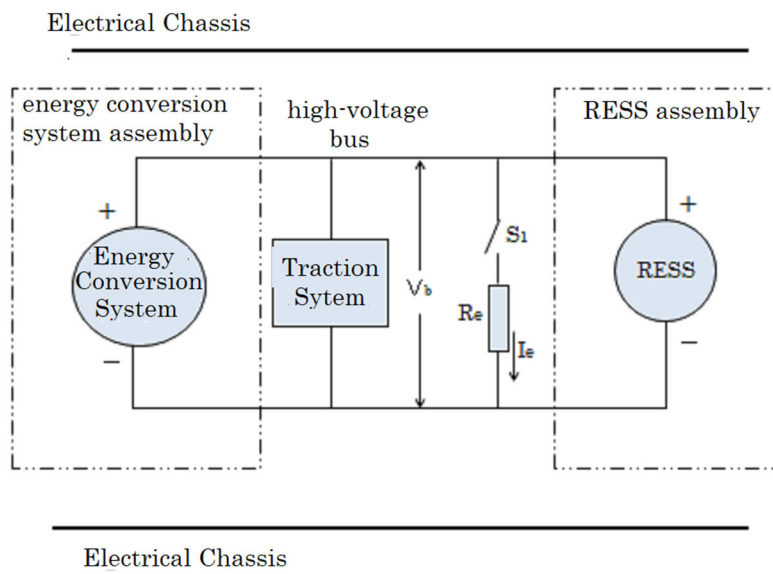 Electrical Chassis
energy conversion
system assembly
high-voltage
bus
RESS assembly
+
Energy
Conversion
System
−
Traction
Sytem
Vb
S1
Re
Ie
+
RESS
−
Electrical Chassis